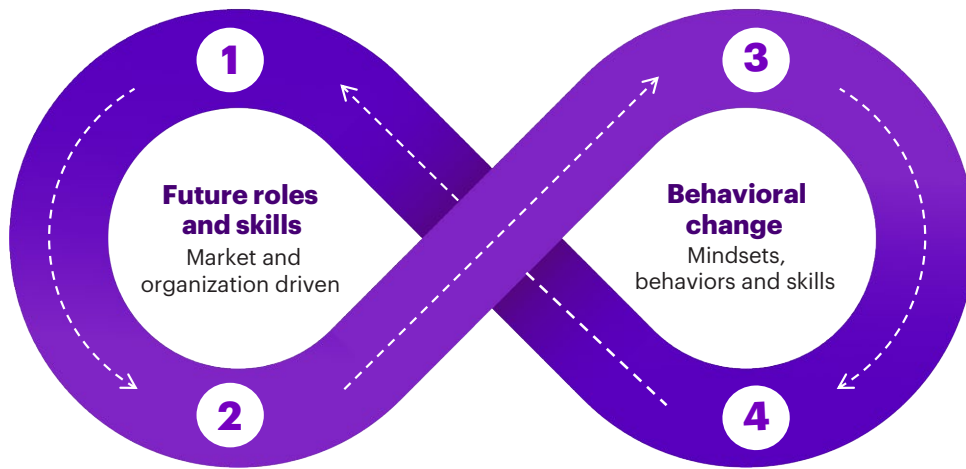 1
3
Future roles
and skills
Market and
organization driven
Behavioral
change
Mindsets,
behaviors and skills
2
4